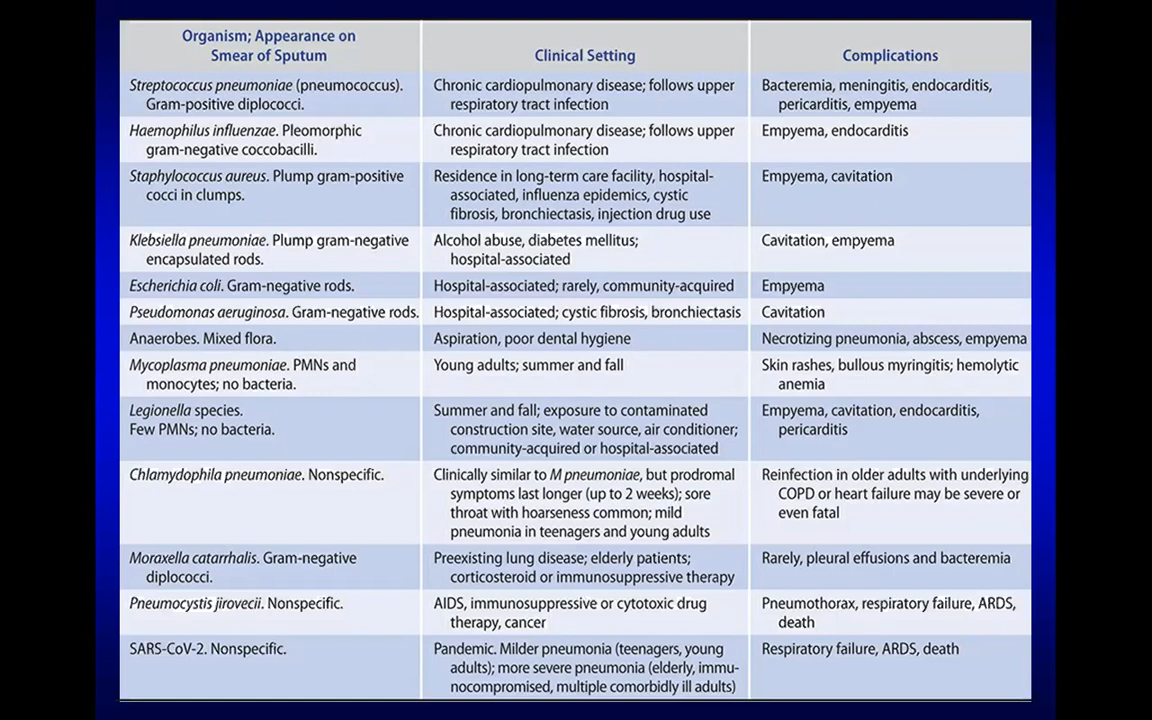 Organism; Appearance on
Smear of Sputum
Clinical Setting
Complications
Streptococcus pneumoniae (pneumococcus).
Gram-positive diplococci.
Chronic cardiopulmonary disease; follows upper
respiratory tract infection
Bacteremia, meningitis, endocarditis,
pericarditis, empyema
Haemophilus influenzae. Pleomorphic
gram-negative coccobacilli.
Chronic cardiopulmonary disease; follows upper
respiratory tract infection
Empyema, endocarditis
Staphylococcus aureus. Plump gram-positive
cocci in clumps.
Residence in long-term care facility, hospital-
associated, influenza epidemics, cystic
fibrosis, bronchiectasis, injection drug use
Empyema, cavitation
Klebsiella pneumoniae. Plump gram-negative
encapsulated rods.
Alcohol abuse, diabetes mellitus;
hospital-associated
Cavitation, empyema
Escherichia coli. Gram-negative rods.
Hospital-associated; rarely, community-acquired
Empyema
Pseudomonas aeruginosa. Gram-negative rods.
Hospital-associated; cystic fibrosis, bronchiectasis
Cavitation
Anaerobes. Mixed flora.
Aspiration, poor dental hygiene
Necrotizing pneumonia, abscess, empyema
Mycoplasma pneumoniae. PMNs and
monocytes; no bacteria.
Young adults; summer and fall
Skin rashes, bullous myringitis; hemolytic
anemia
Legionella species.
Few PMNs; no bacteria.
Summer and fall; exposure to contaminated
construction site, water source, air conditioner;
community-acquired or hospital-associated
Empyema, cavitation, endocarditis,
pericarditis
Chlamydophila pneumoniae. Nonspecific.
Clinically similar to M pneumoniae, but prodromal
symptoms last longer (up to 2 weeks); sore
throat with hoarseness common; mild
pneumonia in teenagers and young adults
Reinfection in older adults with underlying
COPD or heart failure may be severe or
even fatal
Moraxella catarrhalis. Gram-negative
diplococci.
Preexisting lung disease; elderly patients;
corticosteroid or immunosuppressive therapy
Rarely, pleural effusions and bacteremia
Pneumocystis jirovecii. Nonspecific.
AIDS, immunosuppressive or cytotoxic drug
therapy, cancer
Pneumothorax, respiratory failure, ARDS,
death
SARS-CoV-2. Nonspecific.
Pandemic. Milder pneumonia (teenagers, young
adults); more severe pneumonia (elderly, immu-
nocompromised, multiple comorbidly ill adults)
Respiratory failure, ARDS, death